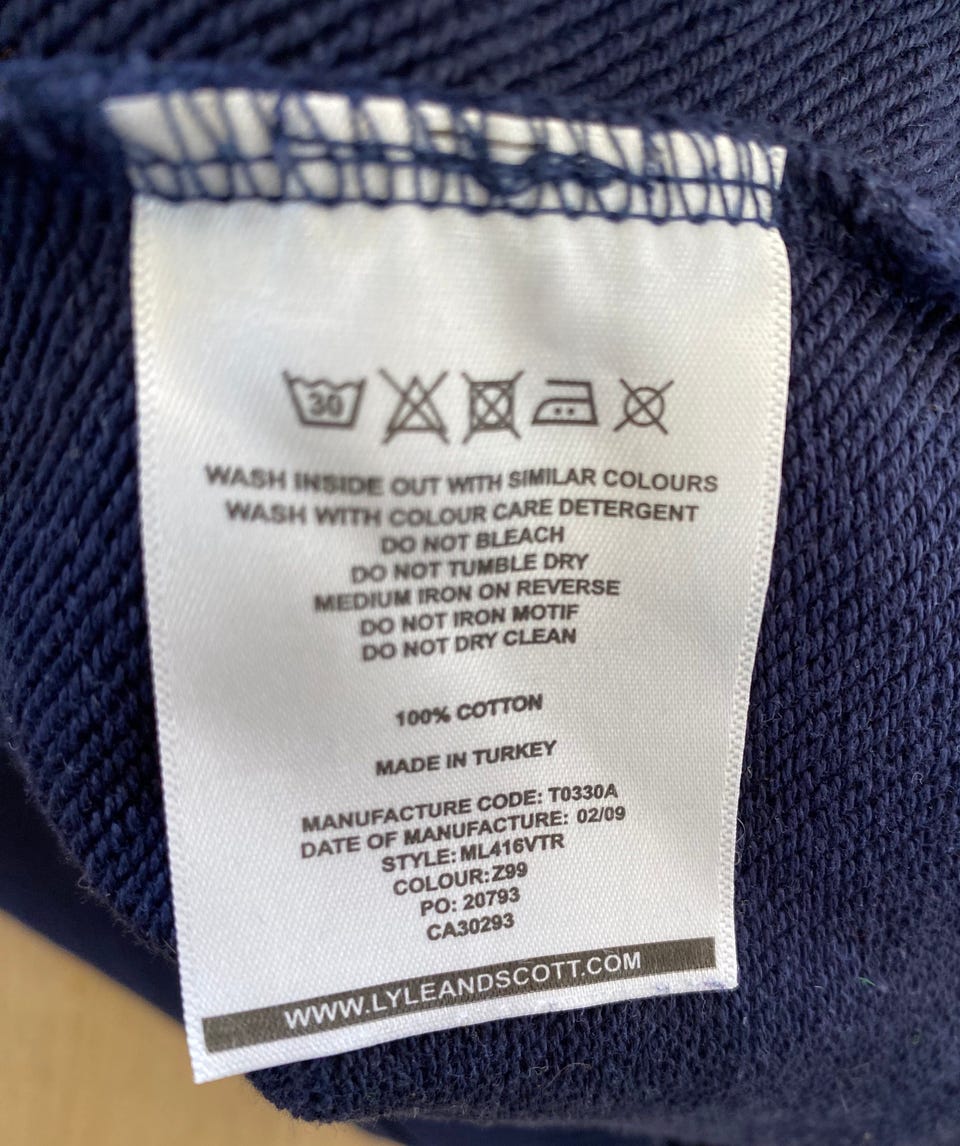 30
WASH INSIDE OUT WITH SIMILAR COLOURS
WASH WITH COLOUR CARE DETERGENT
DO NOT BLEACH
DO NOT TUMBLE DRY
MEDIUM IRON ON REVERSE
DO NOT IRON MOTIF
DO NOT DRY CLEAN
100% COTTON
MADE IN TURKEY
MANUFACTURE CODE: T0330A
DATE OF MANUFACTURE: 02/09
STYLE: ML416VTR
COLOUR:Z99
PO: 20793
CA30293
WWW.LYLEANDSCOTT.COM